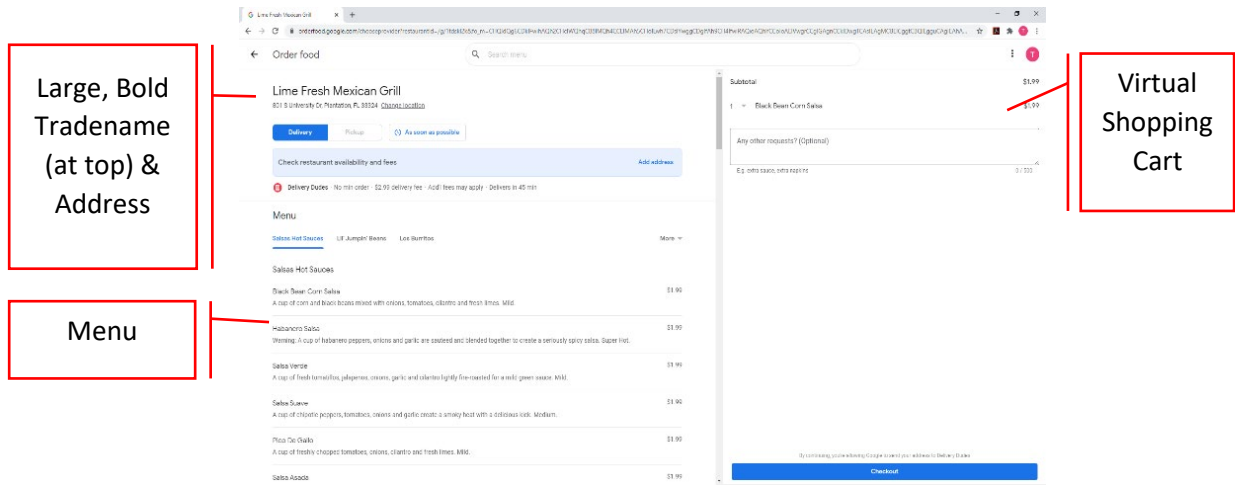 Large, Bold
Tradename
(at top) &
Address
Menu
Virtual
Shopping
Cart
Lime Fresh Mexican Grill
Order food
Search menu
Lime Fresh Mexican Grill
801 S University Dr, Plantation, FL 33324 Change location
Delivery Pickup As soon as possible
Check restaurant availability and fees Add address
Delivery Dudes · No min order · $2.99 delivery fee · Add'l fees may apply · Delivers in 45 min
Menu
Salsas Hot Sauces Lil' Jumpin' Beans Los Burritos More
Salsas Hot Sauces
Black Bean Corn Salsa $1.99
A cup of corn and black beans mixed with onions, tomatoes, cilantro and fresh limes. Mild.
Habanero Salsa $1.99
Warning: A cup of habanero peppers, onions and garlic are sauteed and blended together to create a seriously spicy salsa. Super Hot.
Salsa Verde $1.99
A cup of fresh tomatillos, jalapenos, onions, garlic and cilantro lightly fire-roasted for a mild green sauce. Mild.
Salsa Suave $1.99
A cup of chipotle peppers, tomatoes, onions and garlic create a smoky heat with a delicious kick. Medium.
Pico De Gallo $1.99
A cup of freshly chopped tomatoes, onions, cilantro and fresh limes. Mild.
Salsa Asada $1.99
Subtotal $1.99
1 Black Bean Corn Salsa $1.99
Any other requests? (Optional)
E.g. extra sauce, extra napkins 0 / 500
By continuing, you're allowing Google to send your address to Delivery Dudes
Checkout